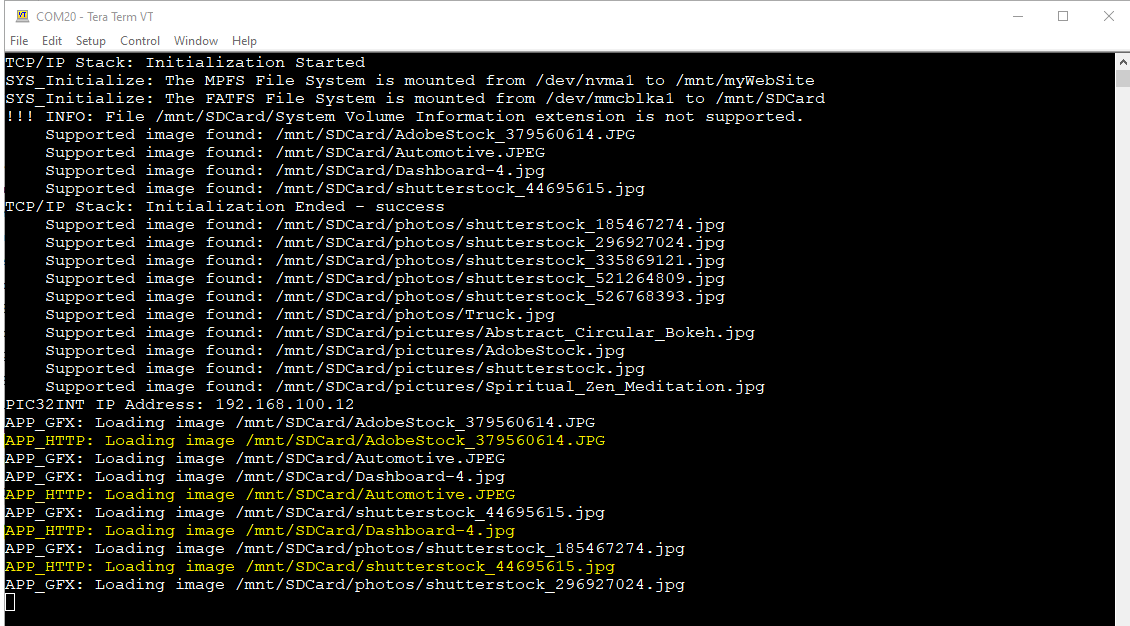 COM20 - Tera Term VT
File Edit Setup Control Window Help
TCP/IP Stack: Initialization Started
SYS_Initialize: The MPFS File System is mounted from /dev/nvma1 to /mnt/myWebSite
SYS_Initialize: The FATFS File System is mounted from /dev/mmcblka1 to /mnt/SDCard
!!! INFO: File /mnt/SDCard/System Volume Information extension is not supported.
Supported image found: /mnt/SDCard/AdobeStock_379560614.JPG
Supported image found: /mnt/SDCard/Automotive.JPEG
Supported image found: /mnt/SDCard/Dashboard-4.jpg
Supported image found: /mnt/SDCard/shutterstock_44695615.jpg
TCP/IP Stack: Initialization Ended - success
Supported image found: /mnt/SDCard/photos/shutterstock_185467274.jpg
Supported image found: /mnt/SDCard/photos/shutterstock_296927024.jpg
Supported image found: /mnt/SDCard/photos/shutterstock_335869121.jpg
Supported image found: /mnt/SDCard/photos/shutterstock_521264809.jpg
Supported image found: /mnt/SDCard/photos/shutterstock_526768393.jpg
Supported image found: /mnt/SDCard/photos/Truck.jpg
Supported image found: /mnt/SDCard/pictures/Abstract_Circular_Bokeh.jpg
Supported image found: /mnt/SDCard/pictures/AdobeStock.jpg
Supported image found: /mnt/SDCard/pictures/shutterstock.jpg
Supported image found: /mnt/SDCard/pictures/Spiritual_Zen_Meditation.jpg
PIC32INT IP Address: 192.168.100.12
APP_GFX: Loading image /mnt/SDCard/AdobeStock_379560614.JPG
APP_HTTP: Loading image /mnt/SDCard/AdobeStock_379560614.JPG
APP_GFX: Loading image /mnt/SDCard/Automotive.JPEG
APP_GFX: Loading image /mnt/SDCard/Dashboard-4.jpg
APP_HTTP: Loading image /mnt/SDCard/Automotive.JPEG
APP_GFX: Loading image /mnt/SDCard/shutterstock_44695615.jpg
APP_HTTP: Loading image /mnt/SDCard/Dashboard-4.jpg
APP_GFX: Loading image /mnt/SDCard/photos/shutterstock_185467274.jpg
APP_HTTP: Loading image /mnt/SDCard/shutterstock_44695615.jpg
APP_GFX: Loading image /mnt/SDCard/photos/shutterstock_296927024.jpg